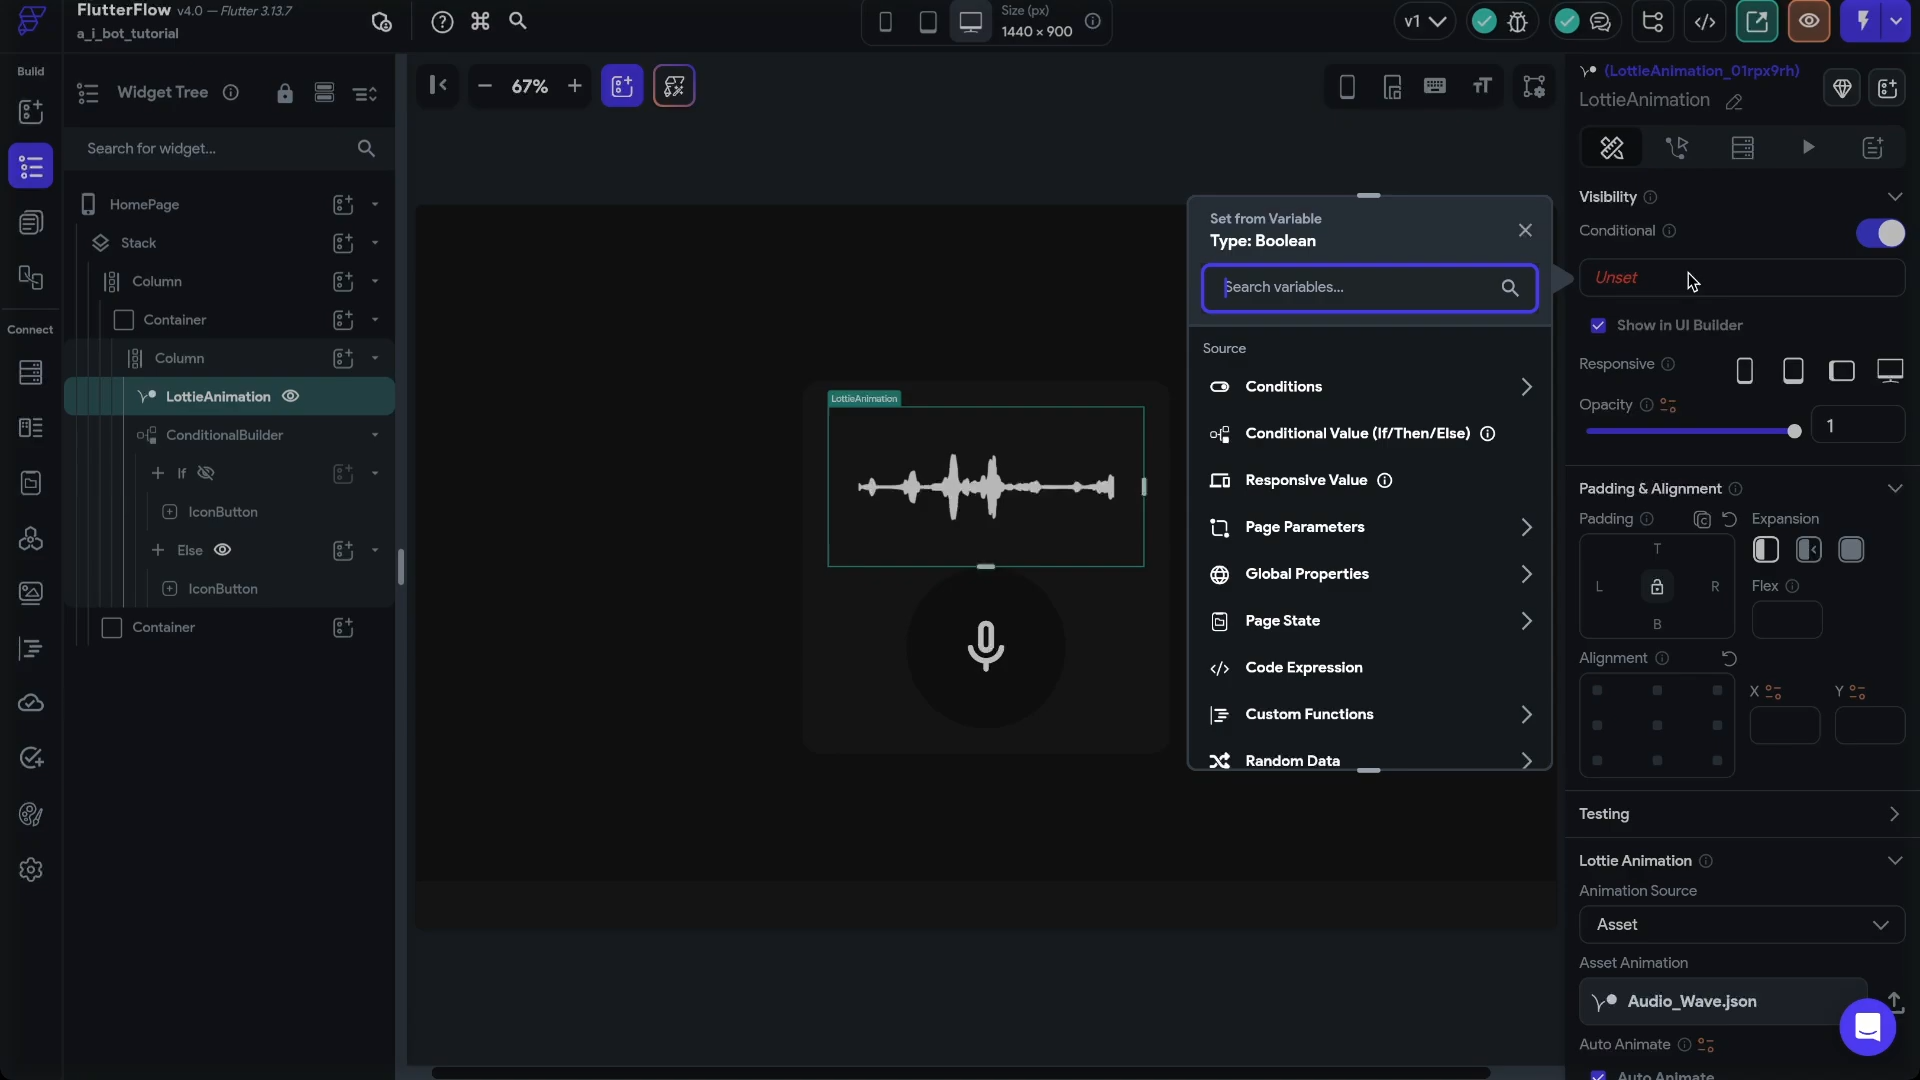 FlutterFlow v4.0 — Flutter 3.13.7
a_i_bot_tutorial
Size (px)
1440 × 900
v1
Build
Connect
Widget Tree
Search for widget...
HomePage
Stack
Column
Container
Column
LottieAnimation
ConditionalBuilder
If
IconButton
Else
IconButton
Container
67%
LottieAnimation
Set from Variable
Type: Boolean
Search variables...
Source
Conditions
Conditional Value (If/Then/Else)
Responsive Value
Page Parameters
Global Properties
Page State
Code Expression
Custom Functions
Random Data
(LottieAnimation_01rpx9rh)
LottieAnimation
Visibility
Conditional
Unset
Show in UI Builder
Responsive
Opacity
1
Padding & Alignment
Padding
Expansion
T
L
R
B
Flex
Alignment
X
Y
Testing
Lottie Animation
Animation Source
Asset
Asset Animation
Audio_Wave.json
Auto Animate
Auto Animate